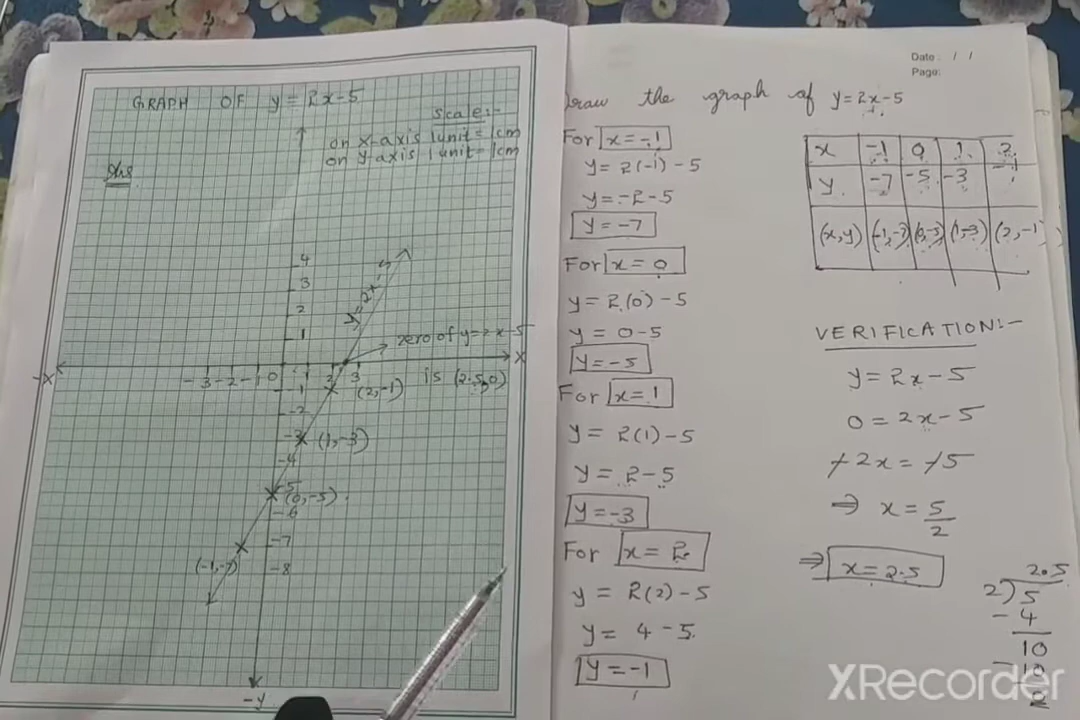 GRAPH OF y = 2x-5
Scale:-
on x-axis 1unit = 1cm
on y-axis 1unit = 1cm
Ans
4
3
2
1
zero of y=2x-5
is (2.5,0)
-X
-3 -2 -1 0 1 2 3
X
-1
(2,-1)
-2
-3
(1,-3)
-4
-5
(0,-5)
-6
-7
(-1,-7)
-8
-y
Date: / /
Page:
Draw the graph of y=2x-5
For x = -1
y = 2(-1) - 5
y = -2 - 5
y = -7
For x = 0
y = 2(0) - 5
y = 0 - 5
y = -5
For x = 1
y = 2(1) - 5
y = 2 - 5
y = -3
For x = 2
y = 2(2) - 5
y = 4 - 5
y = -1
x -1 0 1 2
y -7 -5 -3 -1
(x,y) (1,-3) (2,-1)
VERIFICATION:-
y = 2x - 5
0 = 2x - 5
-2x = -5
⇒ x = 5/2
⇒ x = 2.5
2.5
2)5
- 4
10
- 10
0
XRecorder